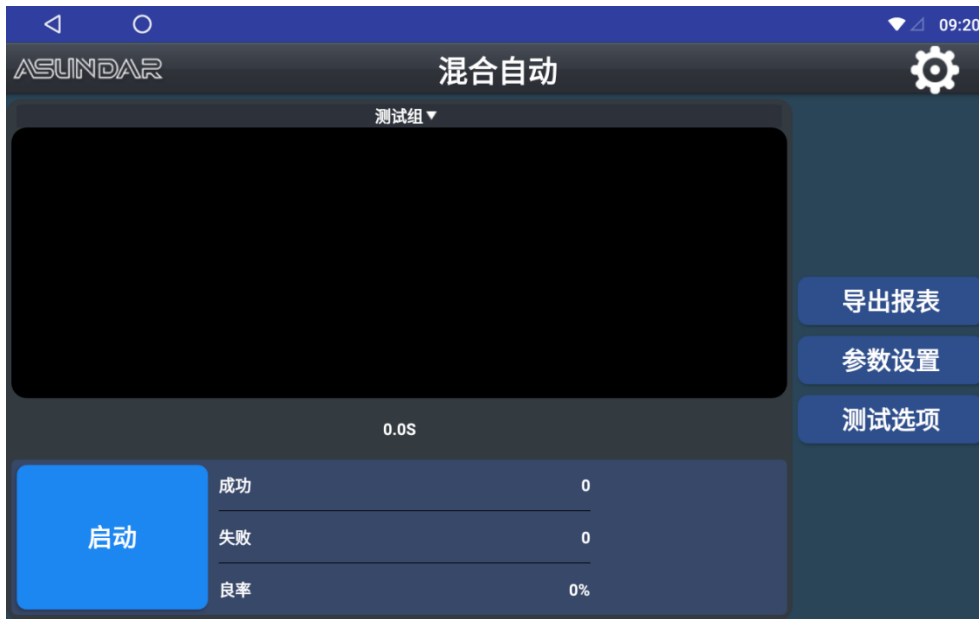 09:20
ASUNDAR
混合自动
测试组▼
导出报表
参数设置
测试选项
0.0S
启动
成功 0
失败 0
良率 0%